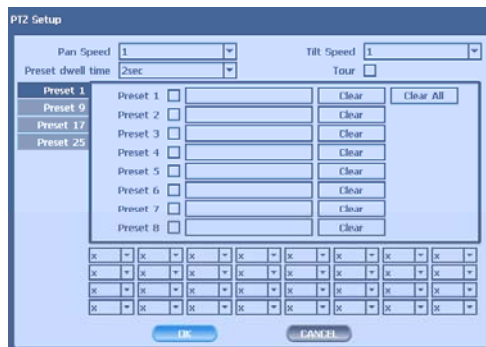 PTZ Setup
Pan Speed 1 Tilt Speed 1
Preset dwell time 2sec Tour
Preset 1
Preset 9
Preset 17
Preset 25
Preset 1 Clear Clear All
Preset 2 Clear
Preset 3 Clear
Preset 4 Clear
Preset 5 Clear
Preset 6 Clear
Preset 7 Clear
Preset 8 Clear
x x x x x x x x
x x x x x x x x
x x x x x x x x
x x x x x x x x
OK CANCEL